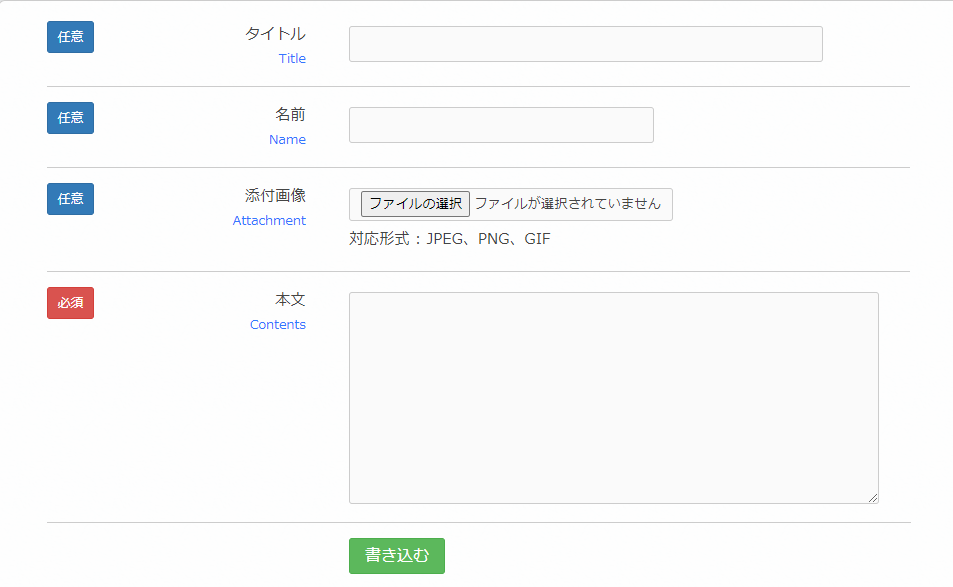 任意
タイトル
Title
任意
名前
Name
任意
添付画像
Attachment
ファイルの選択 ファイルが選択されていません
対応形式：JPEG、PNG、GIF
必須
本文
Contents
書き込む